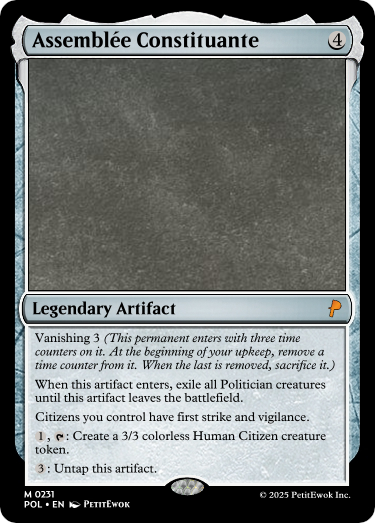 Assemblée Constituante 4
Legendary Artifact
Vanishing 3 (This permanent enters with three time
counters on it. At the beginning of your upkeep, remove a
time counter from it. When the last is removed, sacrifice it.)
When this artifact enters, exile all Politician creatures
until this artifact leaves the battlefield.
Citizens you control have first strike and vigilance.
1, : Create a 3/3 colorless Human Citizen creature
token.
3: Untap this artifact.
M 0231
POL • EN PetitEwok
© 2025 PetitEwok Inc.